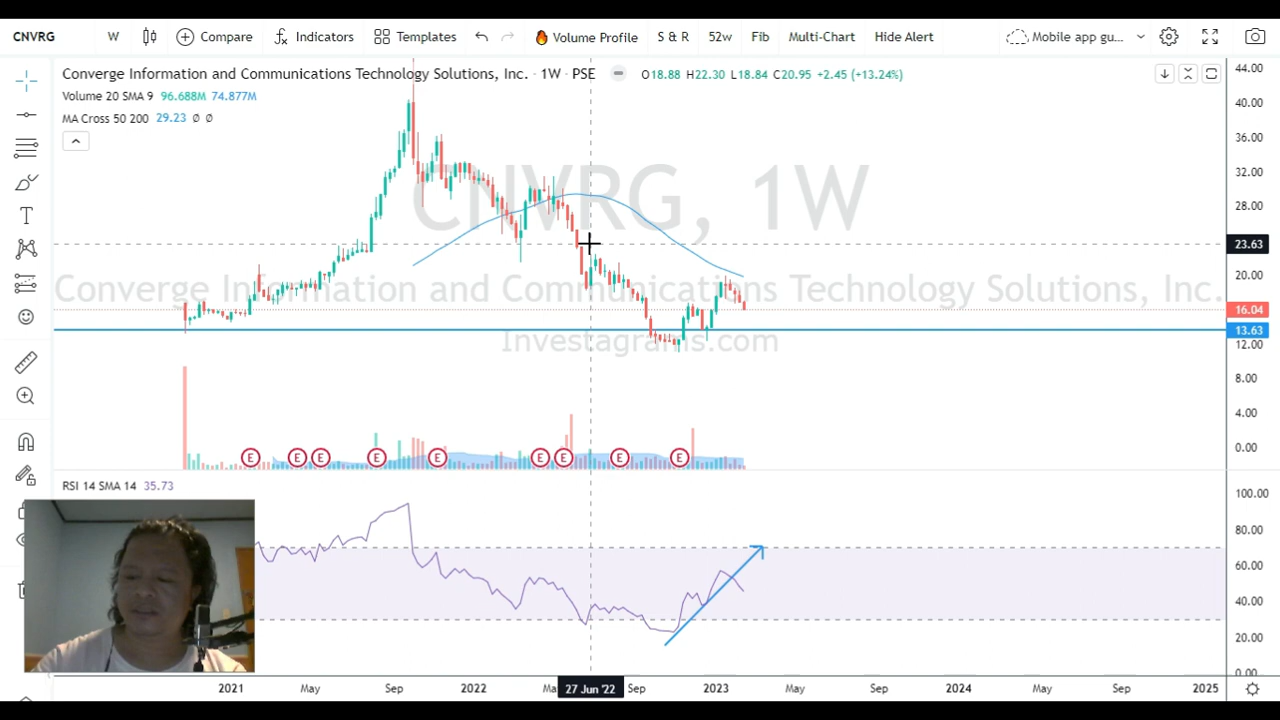 CNVRG W Compare Indicators Templates Volume Profile S & R 52w Fib Multi-Chart Hide Alert Mobile app gu...
Converge Information and Communications Technology Solutions, Inc. · 1W · PSE O18.88 H22.30 L18.84 C20.95 +2.45 (+13.24%)
Volume 20 SMA 9 96.688M 74.877M
MA Cross 50 200 29.23 Ø Ø
CNVRG, 1W
Converge Information and Communications Technology Solutions, Inc.
Investagrams.com
44.00
40.00
36.00
32.00
28.00
23.63
20.00
16.04
13.63
12.00
8.00
4.00
0.00
E E E E E E E E E
RSI 14 SMA 14 35.73
100.00
80.00
60.00
40.00
20.00
0.00
2021 May Sep 2022 Ma 27 Jun '22 Sep 2023 May Sep 2024 May Sep 2025